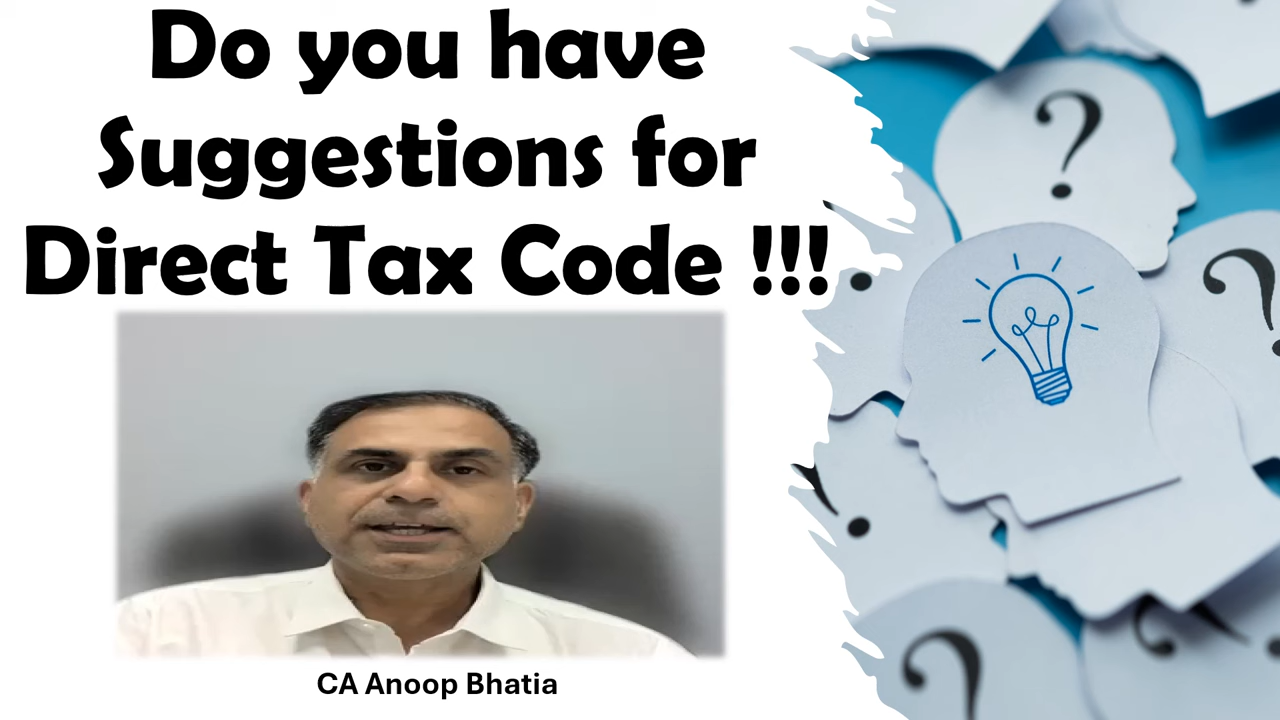 Do you have
Suggestions for
Direct Tax Code !!!
?
?
?
CA Anoop Bhatia